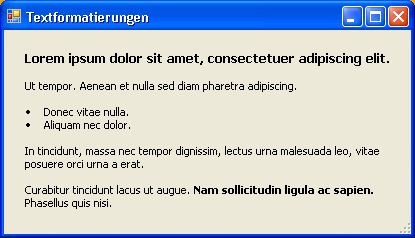 Textformatierungen
Lorem ipsum dolor sit amet, consectetuer adipiscing elit.
Ut tempor. Aenean et nulla sed diam pharetra adipiscing.
• Donec vitae nulla.
• Aliquam nec dolor.
In tincidunt, massa nec tempor dignissim, lectus urna malesuada leo, vitae
posuere orci urna a erat.
Curabitur tincidunt lacus ut augue. Nam sollicitudin ligula ac sapien.
Phasellus quis nisi.